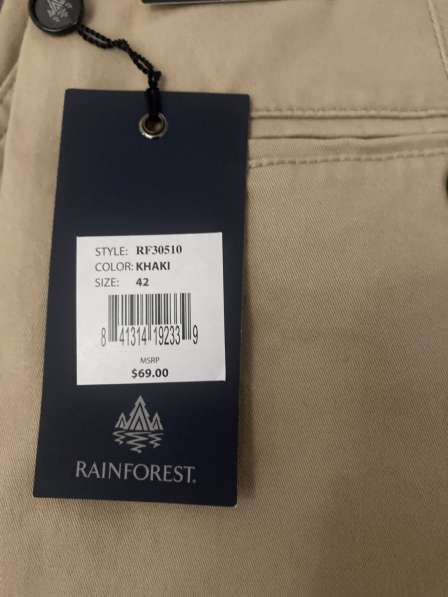 STYLE: RF30510
COLOR: KHAKI
SIZE: 42
8 41314 19233 9
MSRP
$69.00
RAINFOREST.